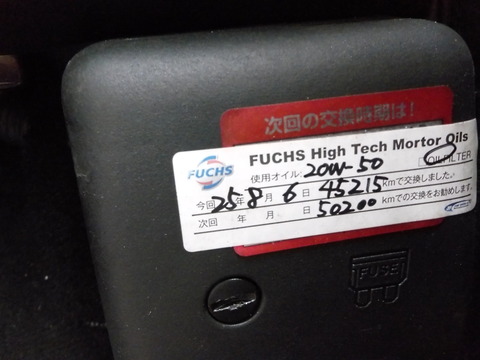 次回の交換時期は!
FUCHS
FUCHS High Tech Mortor Oils
使用オイル: 20W-50
OILFILTER
今回 25年 8月 6日 45215 kmで交換しました。
次回 年 月 日 50200 kmでの交換をお勧めします。
FUSE